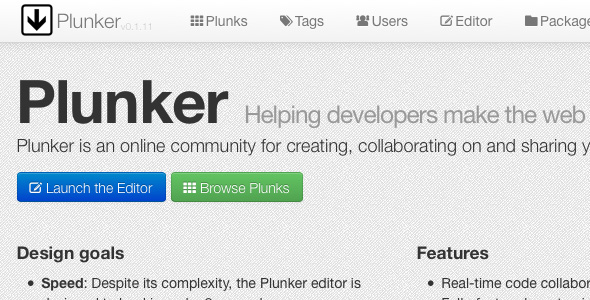 Plunker v0.1.11 Plunks Tags Users Editor Package
Plunker Helping developers make the web
Plunker is an online community for creating, collaborating on and sharing y
Launch the Editor Browse Plunks
Design goals Features
• Speed: Despite its complexity, the Plunker editor is • Real-time code collabor